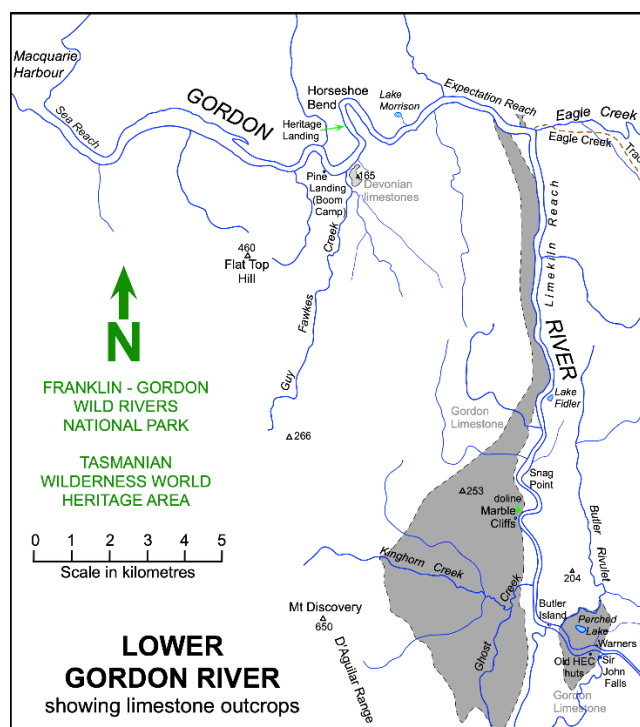 Macquarie
Harbour
Sea Reach
GORDON
Horseshoe
Bend
Heritage
Landing
Lake
Morrison
Expectation Reach
Eagle Creek
Eagle Creek
Pine
Landing
(Boom
Camp)
165
Devonian
limestones
460
Flat Top
Hill
Guy Fawkes Creek
Limekiln Reach
RIVER
N
FRANKLIN - GORDON
WILD RIVERS
NATIONAL PARK
TASMANIAN
WILDERNESS WORLD
HERITAGE AREA
Lake
Fidler
Gordon
Limestone
266
Snag
Point
253
doline
Marble
Cliffs
Butler Rivulet
0 1 2 3 4 5
Scale in kilometres
Kinghorn Creek
Ghost Creek
204
Mt Discovery
650
D'Aguilar Range
Butler
Island
Perched
Lake
Warners
Old HEC
huts
Sir
John
Falls
Gordon
Limestone
LOWER
GORDON RIVER
showing limestone outcrops